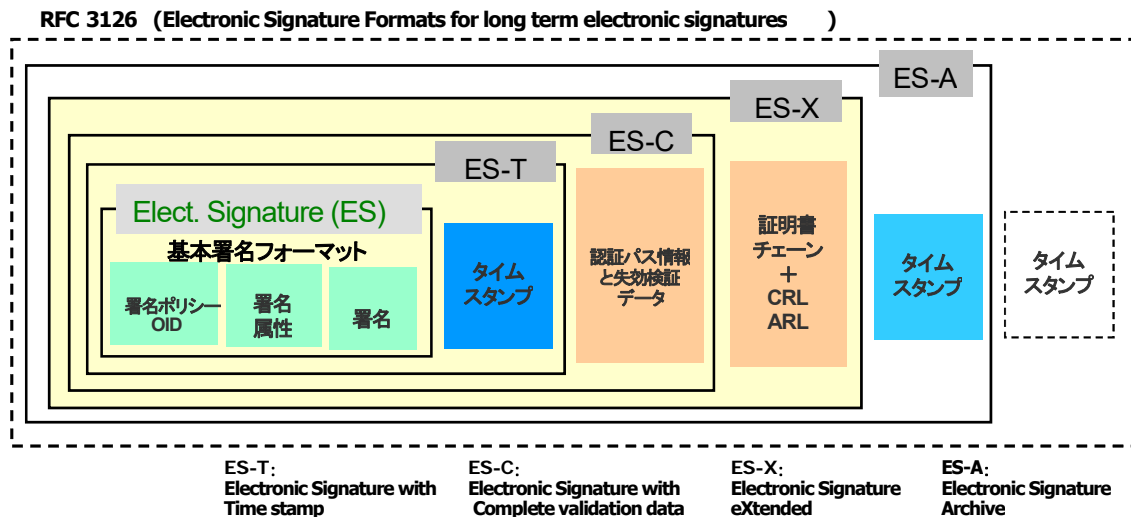 RFC 3126 (Electronic Signature Formats for long term electronic signatures )
ES-A
ES-X
ES-C
ES-T
Elect. Signature (ES)
基本署名フォーマット
署名ポリシー
OID
署名
属性
署名
タイム
スタンプ
認証パス情報
と失効検証
データ
証明書
チェーン
＋
CRL
ARL
タイム
スタンプ
タイム
スタンプ
ES-T:
Electronic Signature with
Time stamp
ES-C:
Electronic Signature with
Complete validation data
ES-X:
Electronic Signature
eXtended
ES-A:
Electronic Signature
Archive